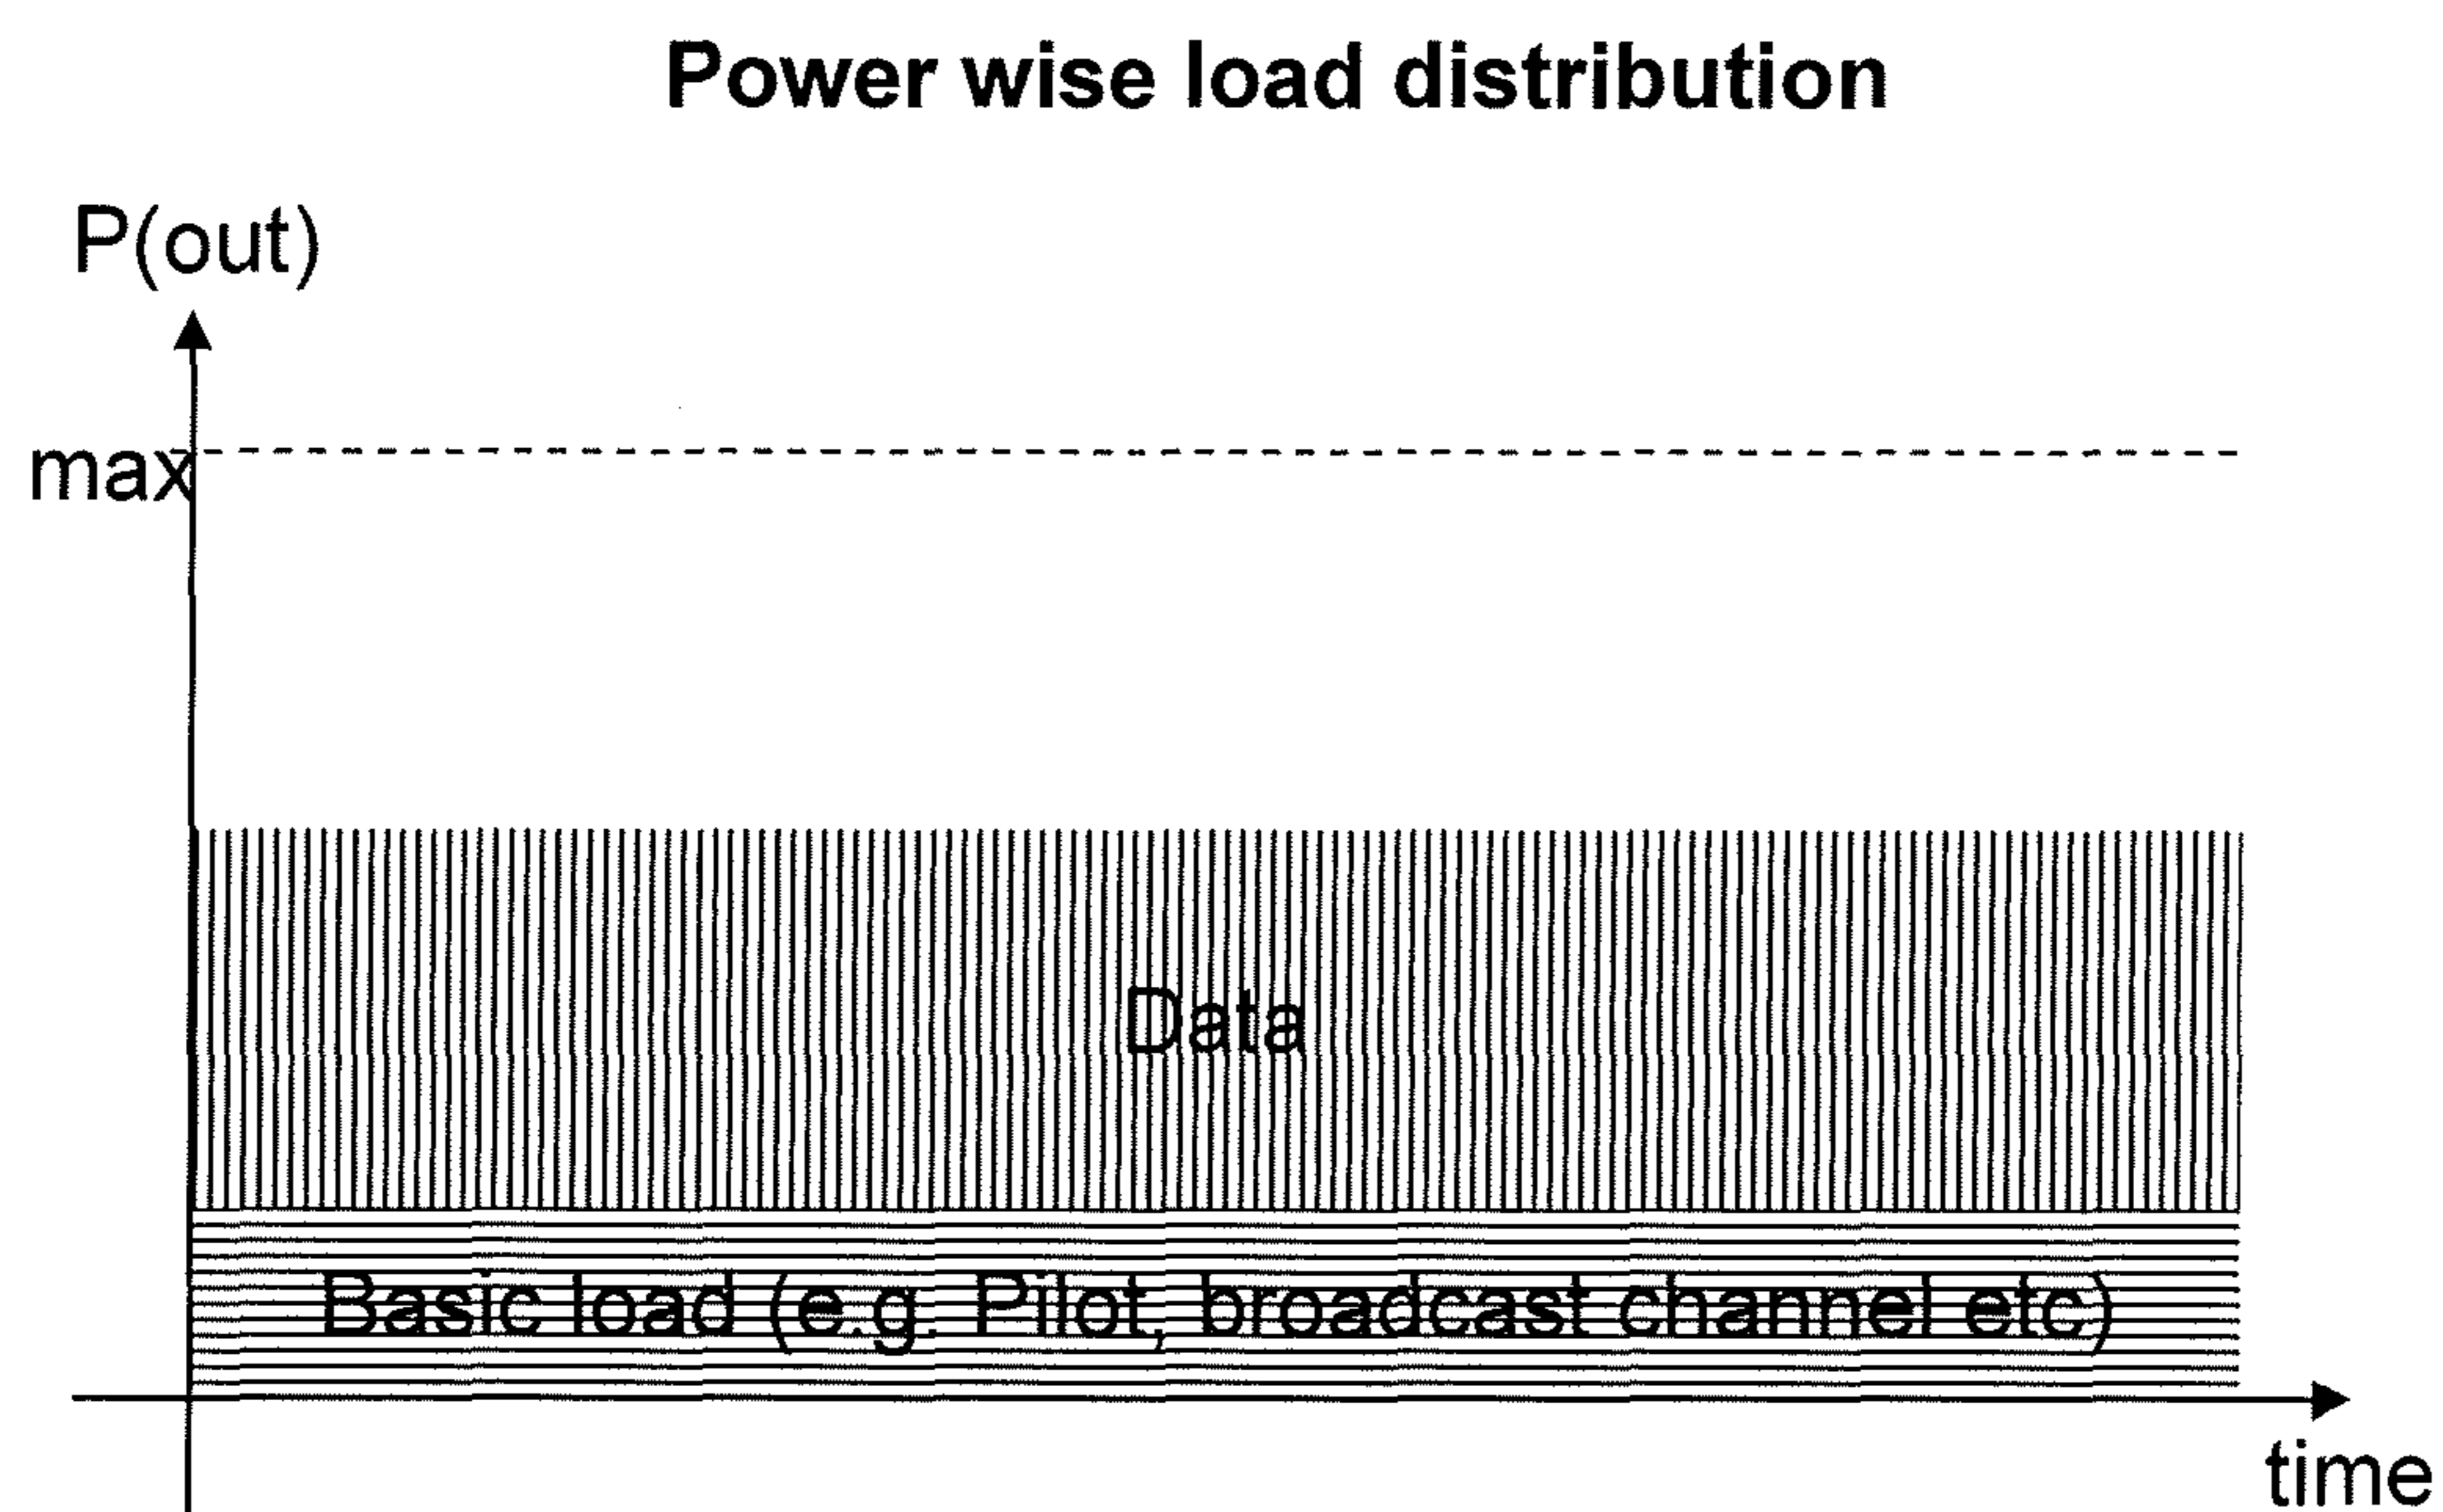 Power wise load distribution
P(out)
max
Data
Basic load (e.g. Pilot, broadcast channel etc)
time